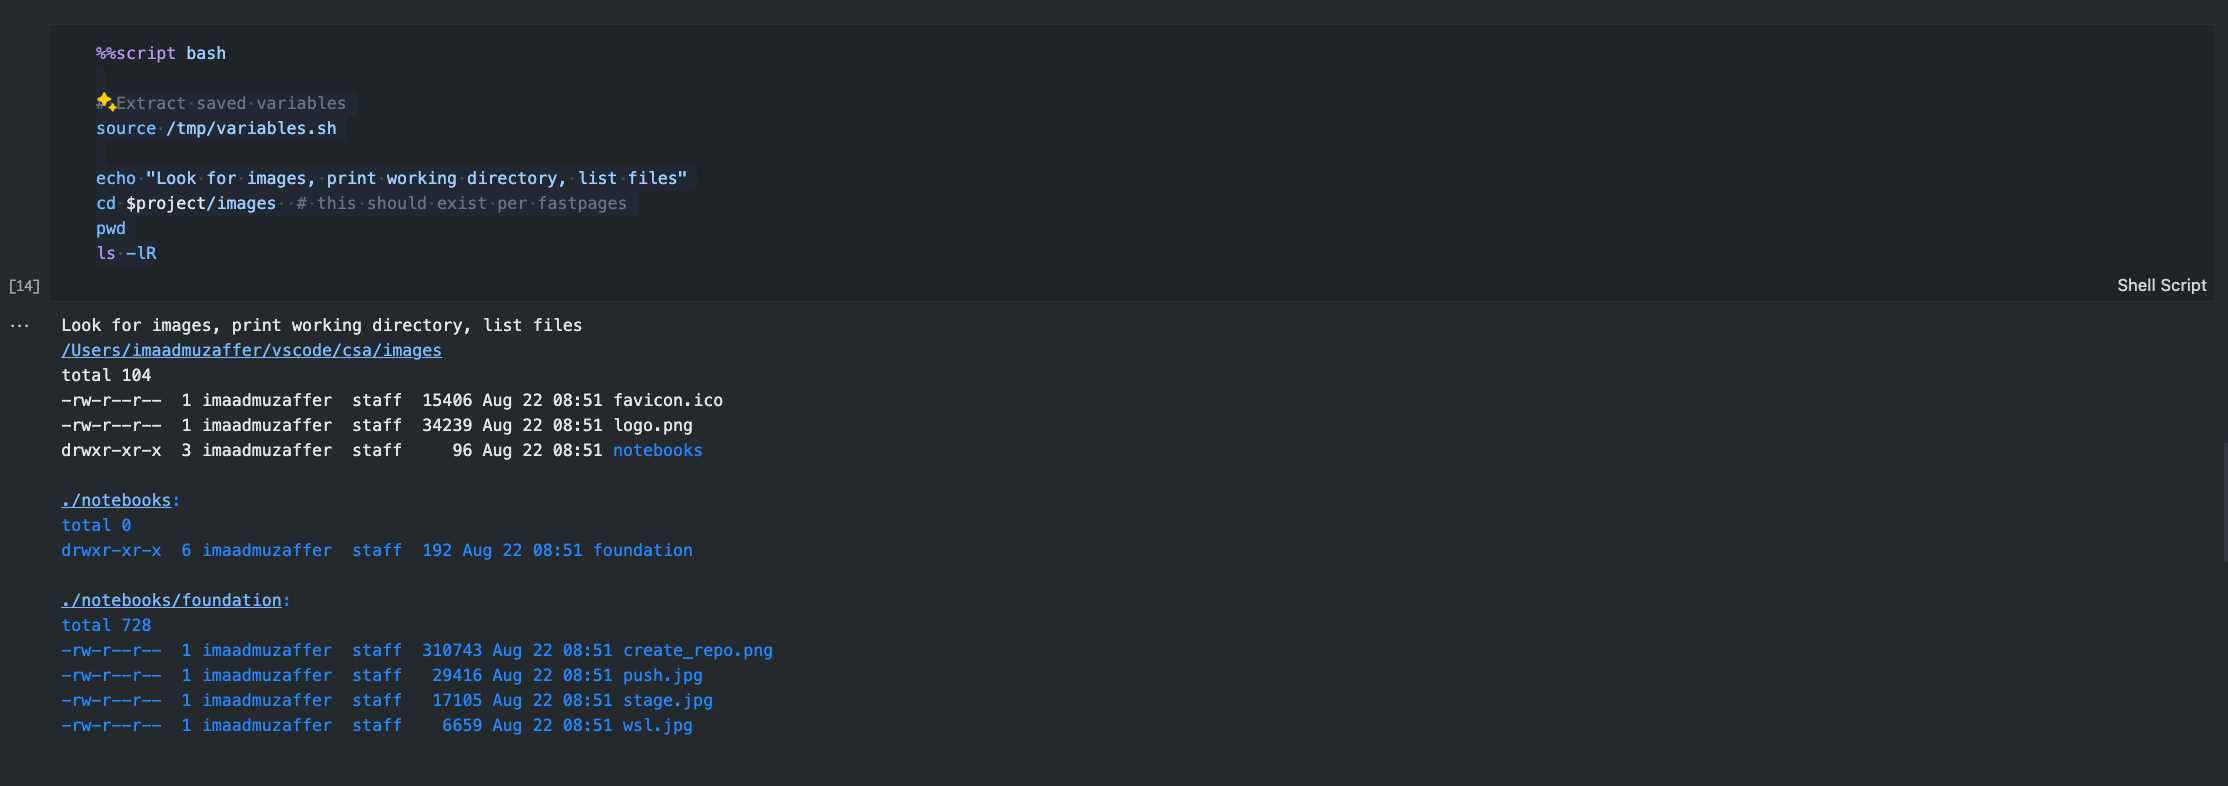 %%script bash
# Extract saved variables
source /tmp/variables.sh
echo "Look for images, print working directory, list files"
cd $project/images  # this should exist per fastpages
pwd
ls -lR
[14]
Shell Script
...
Look for images, print working directory, list files
/Users/imaadmuzaffer/vscode/csa/images
total 104
-rw-r--r--  1 imaadmuzaffer  staff  15406 Aug 22 08:51 favicon.ico
-rw-r--r--  1 imaadmuzaffer  staff  34239 Aug 22 08:51 logo.png
drwxr-xr-x  3 imaadmuzaffer  staff     96 Aug 22 08:51 notebooks
./notebooks:
total 0
drwxr-xr-x  6 imaadmuzaffer  staff  192 Aug 22 08:51 foundation
./notebooks/foundation:
total 728
-rw-r--r--  1 imaadmuzaffer  staff  310743 Aug 22 08:51 create_repo.png
-rw-r--r--  1 imaadmuzaffer  staff   29416 Aug 22 08:51 push.jpg
-rw-r--r--  1 imaadmuzaffer  staff   17105 Aug 22 08:51 stage.jpg
-rw-r--r--  1 imaadmuzaffer  staff    6659 Aug 22 08:51 wsl.jpg